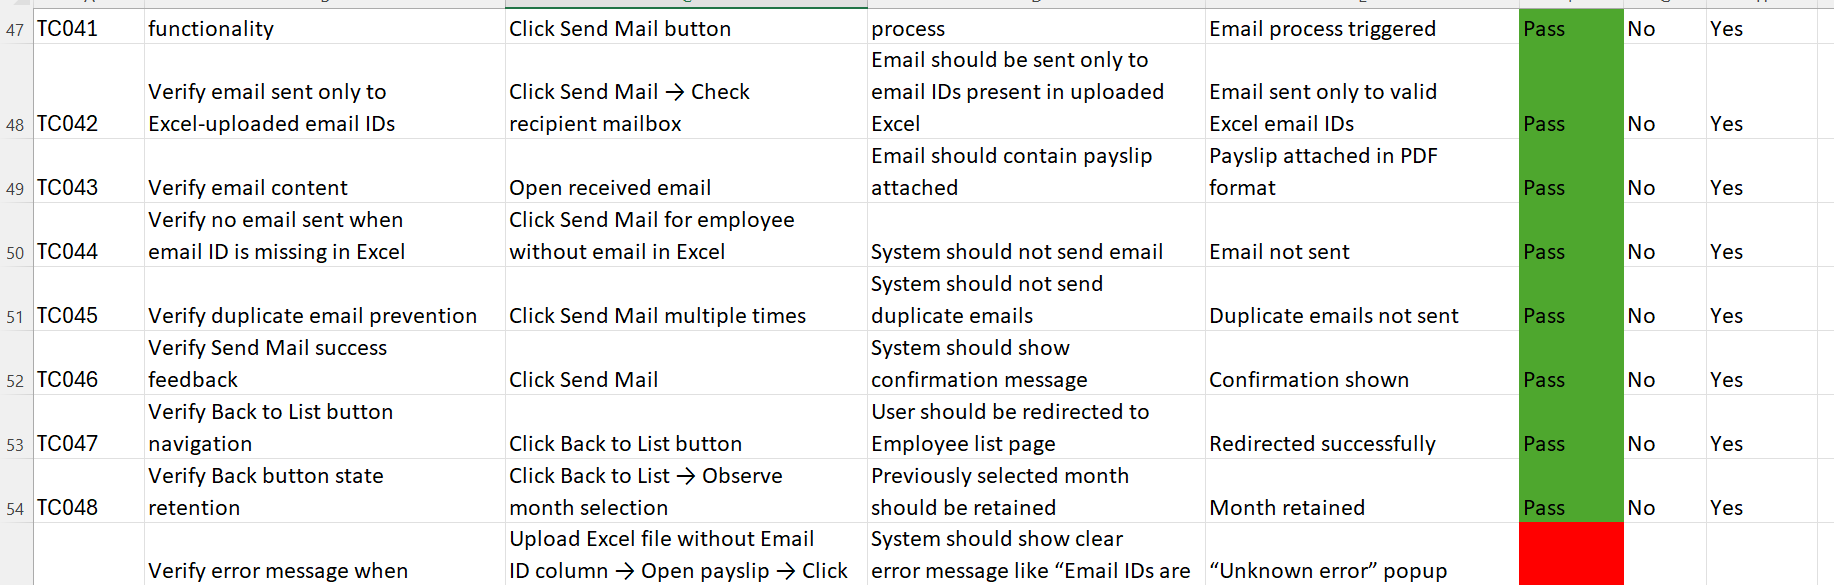 47 TC041 functionality Click Send Mail button process Email process triggered Pass No Yes
Email should be sent only to
Verify email sent only to Click Send Mail → Check email IDs present in uploaded Email sent only to valid
48 TC042 Excel-uploaded email IDs recipient mailbox Excel Excel email IDs Pass No Yes
Email should contain payslip Payslip attached in PDF
49 TC043 Verify email content Open received email attached format Pass No Yes
Verify no email sent when Click Send Mail for employee
50 TC044 email ID is missing in Excel without email in Excel System should not send email Email not sent Pass No Yes
System should not send
51 TC045 Verify duplicate email prevention Click Send Mail multiple times duplicate emails Duplicate emails not sent Pass No Yes
Verify Send Mail success System should show
52 TC046 feedback Click Send Mail confirmation message Confirmation shown Pass No Yes
Verify Back to List button User should be redirected to
53 TC047 navigation Click Back to List button Employee list page Redirected successfully Pass No Yes
Verify Back button state Click Back to List → Observe Previously selected month
54 TC048 retention month selection should be retained Month retained Pass No Yes
Upload Excel file without Email System should show clear
Verify error message when ID column → Open payslip → Click error message like “Email IDs are “Unknown error” popup